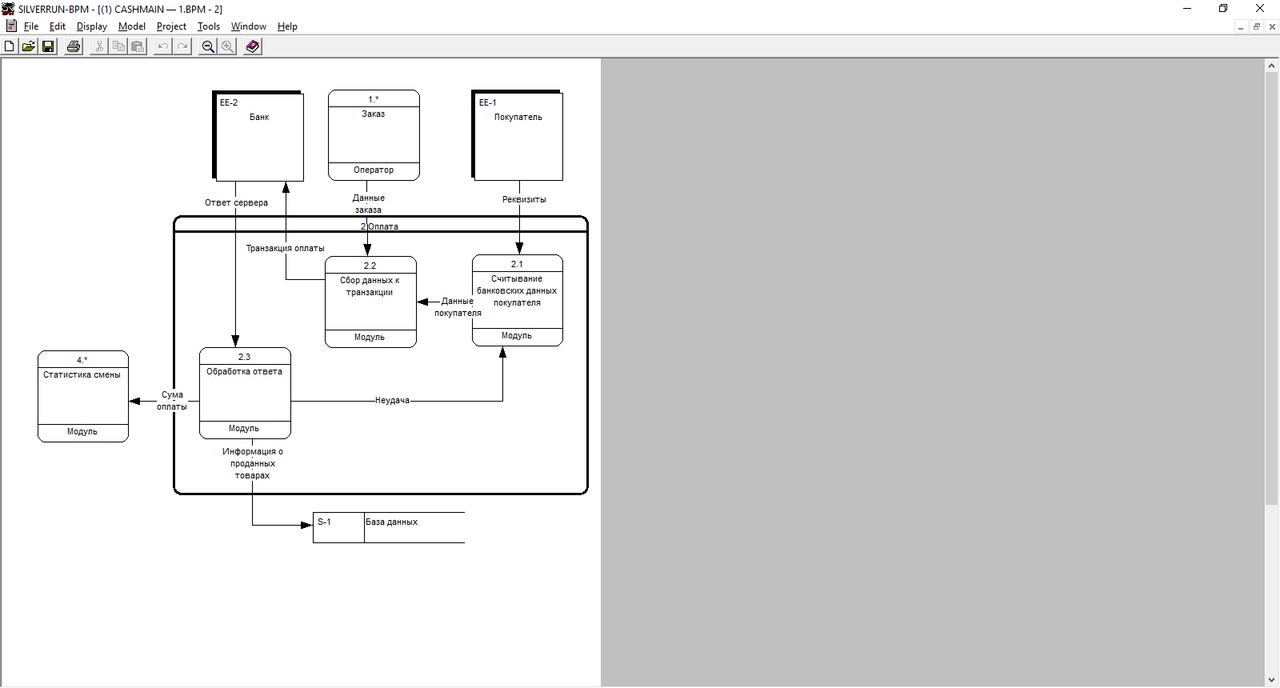 SILVERRUN-BPM - [(1) CASHMAIN — 1.BPM - 2]
File Edit Display Model Project Tools Window Help
EE-2
Банк
1.*
Заказ
Оператор
EE-1
Покупатель
Ответ сервера
Данные
заказа
Реквизиты
2 Оплата
Транзакция оплаты
2.2
Сбор данных к
транзакции
Модуль
Данные
покупателя
2.1
Считывание
банковских данных
покупателя
Модуль
4.*
Статистика смены
Модуль
Сума
оплаты
2.3
Обработка ответа
Модуль
Неудача
Информация о
проданных
товарах
S-1
База данных